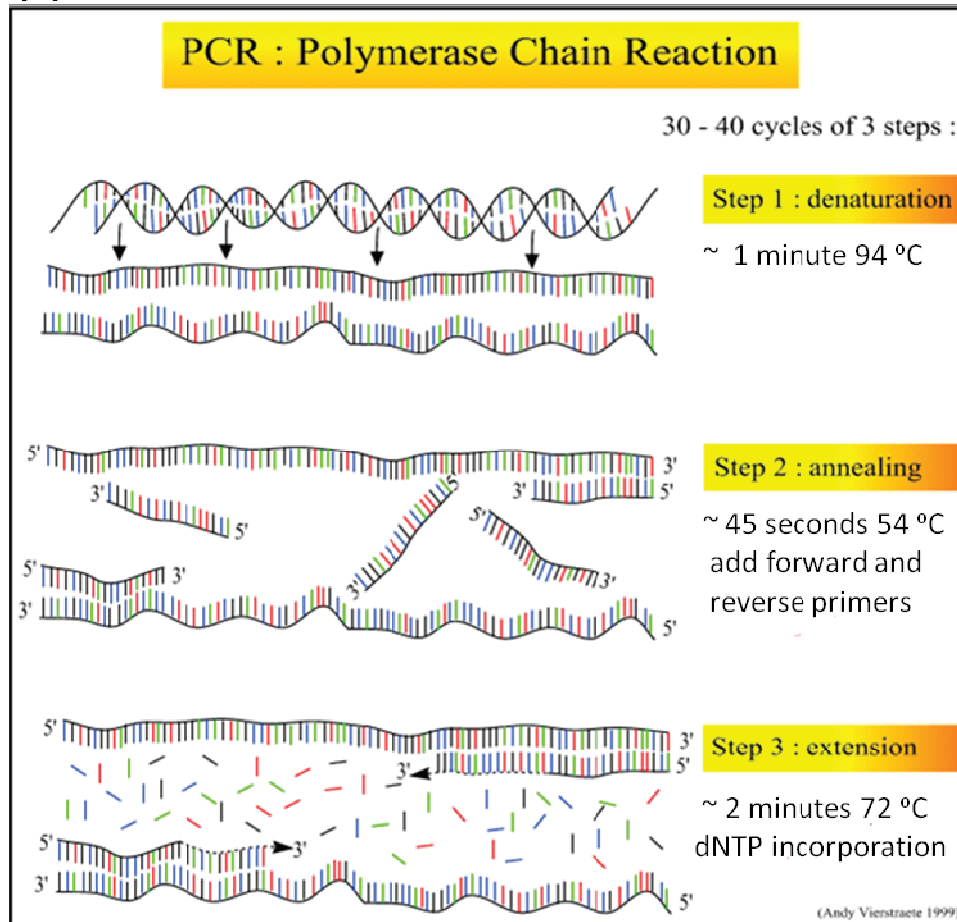 PCR : Polymerase Chain Reaction
30 - 40 cycles of 3 steps :
Step 1 : denaturation
~ 1 minute 94 ºC
5'
3'
Step 2 : annealing
3'
5'
3'
5'
5'
~ 45 seconds 54 ºC
add forward and
reverse primers
3'
5'
5'
3'
3'
3'
3'
5'
5'
3'
Step 3 : extension
3'
5'
~ 2 minutes 72 ºC
dNTP incorporation
5'
3'
3'
5'
(Andy Vierstraete 1999)